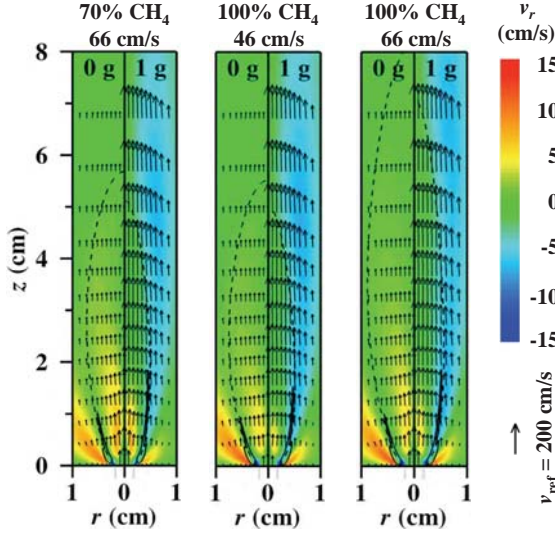 70% CH4 100% CH4 100% CH4
66 cm/s 46 cm/s 66 cm/s
vr
(cm/s)
0 g 1 g 0 g 1 g 0 g 1 g
8
6
4
2
0
z (cm)
15
10
5
0
-5
-10
-15
vref = 200 cm/s
1 0 1 1 0 1 1 0 1
r (cm) r (cm) r (cm)